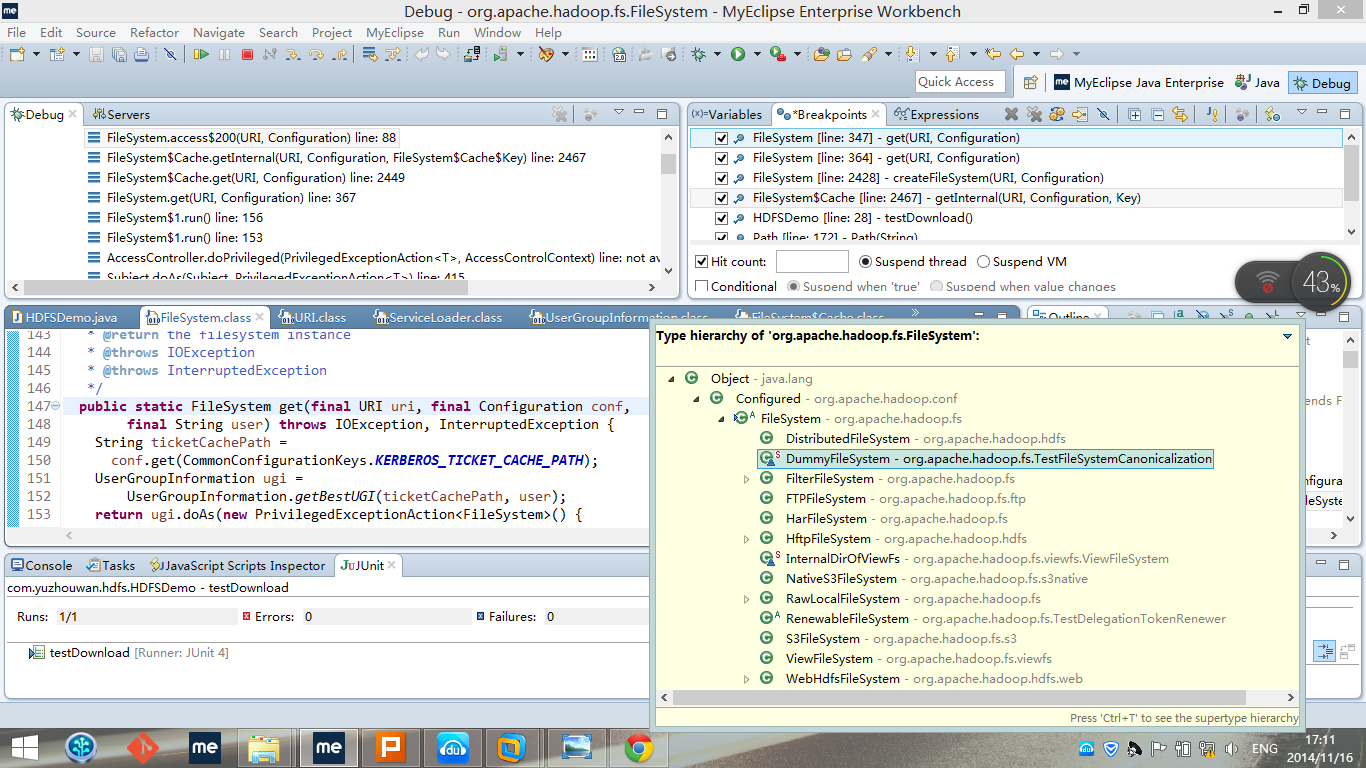 Debug - org.apache.hadoop.fs.FileSystem - MyEclipse Enterprise Workbench
File Edit Source Refactor Navigate Search Project MyEclipse Run Window Help
Quick Access
MyEclipse Java Enterprise
Java
Debug
Debug
Servers
FileSystem.access$200(URI, Configuration) line: 88
FileSystem$Cache.getInternal(URI, Configuration, FileSystem$Cache$Key) line: 2467
FileSystem$Cache.get(URI, Configuration) line: 2449
FileSystem.get(URI, Configuration) line: 367
FileSystem$1.run() line: 156
FileSystem$1.run() line: 153
AccessController.doPrivileged(PrivilegedExceptionAction<T>, AccessControlContext) line: not av
Subject.doAs(Subject, PrivilegedExceptionAction<T>) line: 415
(x)=Variables
*Breakpoints
Expressions
FileSystem [line: 347] - get(URI, Configuration)
FileSystem [line: 364] - get(URI, Configuration)
FileSystem [line: 2428] - createFileSystem(URI, Configuration)
FileSystem$Cache [line: 2467] - getInternal(URI, Configuration, Key)
HDFSDemo [line: 28] - testDownload()
Path [line: 172] - Path(String)
Hit count:
Suspend thread
Suspend VM
Conditional
Suspend when 'true'
Suspend when value changes
43%
HDFSDemo.java
FileSystem.class
URI.class
ServiceLoader.class
UserGroupInformation.class
FileSystem$Cache.class
Outline
143 * @return the filesystem instance
144 * @throws IOException
145 * @throws InterruptedException
146 */
147 public static FileSystem get(final URI uri, final Configuration conf,
148 final String user) throws IOException, InterruptedException {
149 String ticketCachePath =
150 conf.get(CommonConfigurationKeys.KERBEROS_TICKET_CACHE_PATH);
151 UserGroupInformation ugi =
152 UserGroupInformation.getBestUGI(ticketCachePath, user);
153 return ugi.doAs(new PrivilegedExceptionAction<FileSystem>() {
Type hierarchy of 'org.apache.hadoop.fs.FileSystem':
Object - java.lang
Configured - org.apache.hadoop.conf
FileSystem - org.apache.hadoop.fs
DistributedFileSystem - org.apache.hadoop.hdfs
DummyFileSystem - org.apache.hadoop.fs.TestFileSystemCanonicalization
FilterFileSystem - org.apache.hadoop.fs
FTPFileSystem - org.apache.hadoop.fs.ftp
HarFileSystem - org.apache.hadoop.fs
HftpFileSystem - org.apache.hadoop.hdfs
InternalDirOfViewFs - org.apache.hadoop.fs.viewfs.ViewFileSystem
NativeS3FileSystem - org.apache.hadoop.fs.s3native
RawLocalFileSystem - org.apache.hadoop.fs
RenewableFileSystem - org.apache.hadoop.fs.TestDelegationTokenRenewer
S3FileSystem - org.apache.hadoop.fs.s3
ViewFileSystem - org.apache.hadoop.fs.viewfs
WebHdfsFileSystem - org.apache.hadoop.hdfs.web
Press 'Ctrl+T' to see the supertype hierarchy
Console
Tasks
JavaScript Scripts Inspector
JUnit
com.yuzhouwan.hdfs.HDFSDemo - testDownload
Runs: 1/1
Errors: 0
Failures: 0
testDownload [Runner: JUnit 4]
ENG
17:11
2014/11/16